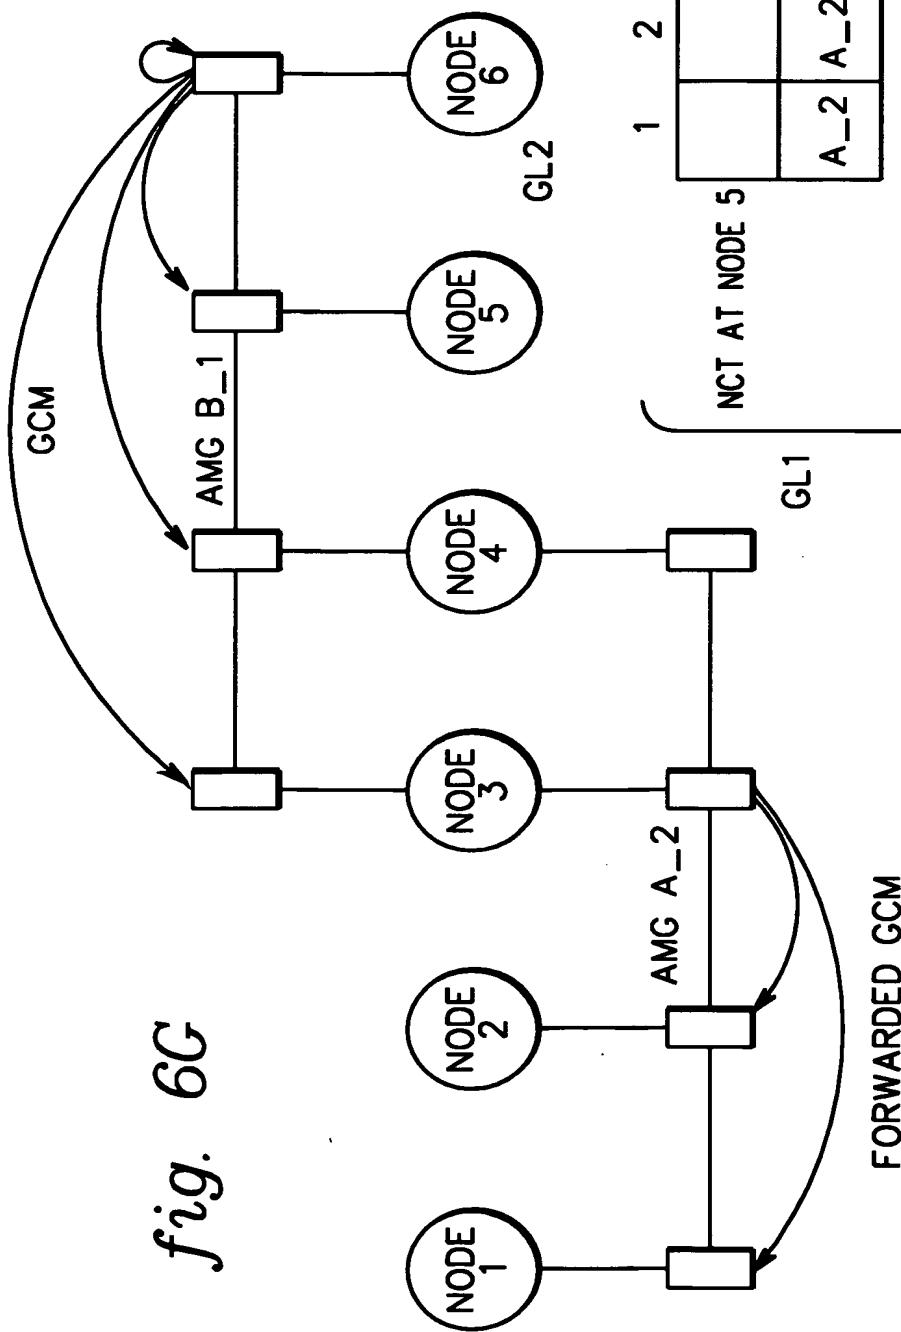 GCM
fig. 6G
AMG B_1
NODE 1
NODE 2
NODE 3
NODE 4
NODE 5
NODE 6
GL2
AMG A_2
1 2
NCT AT NODE 5
GL1
A_2 A_2
FORWARDED GCM